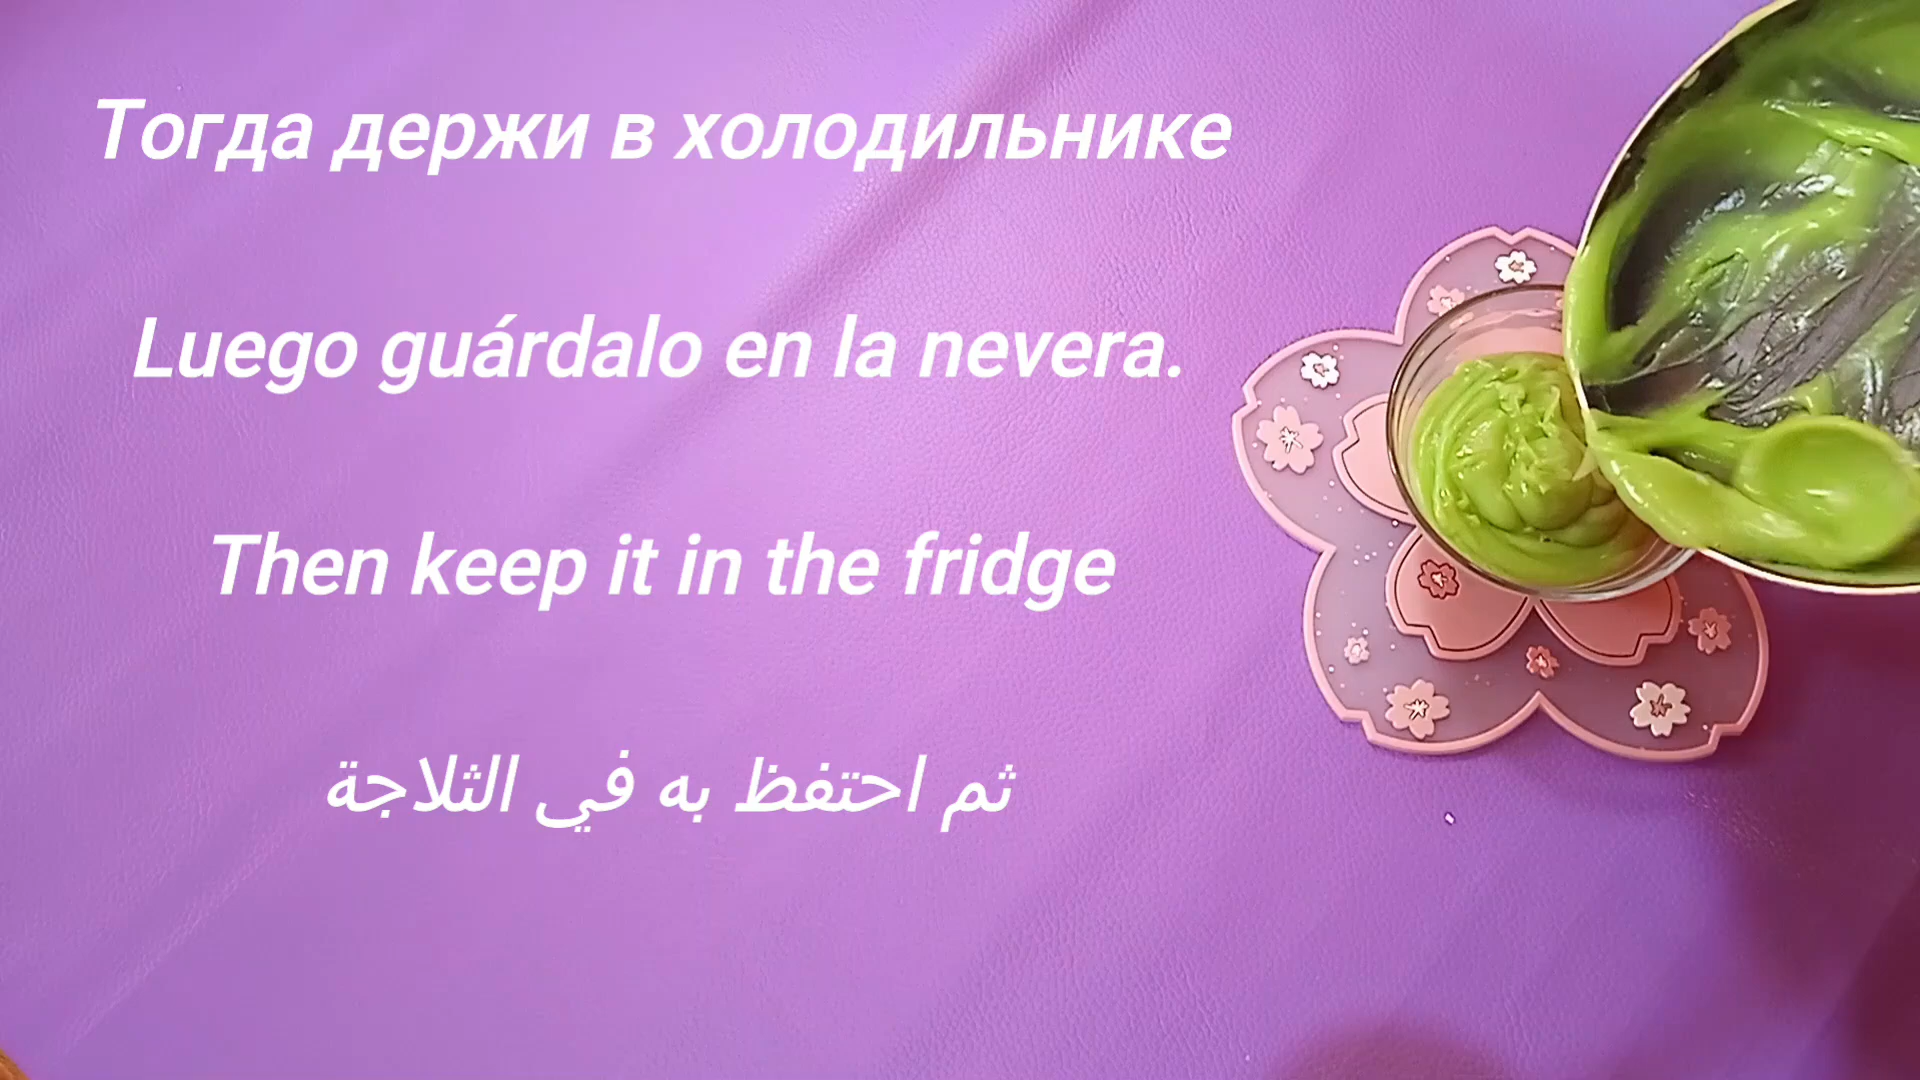 Тогда держи в холодильнике
Luego guárdalo en la nevera.
Then keep it in the fridge
ثم احتفظ به في الثلاجة